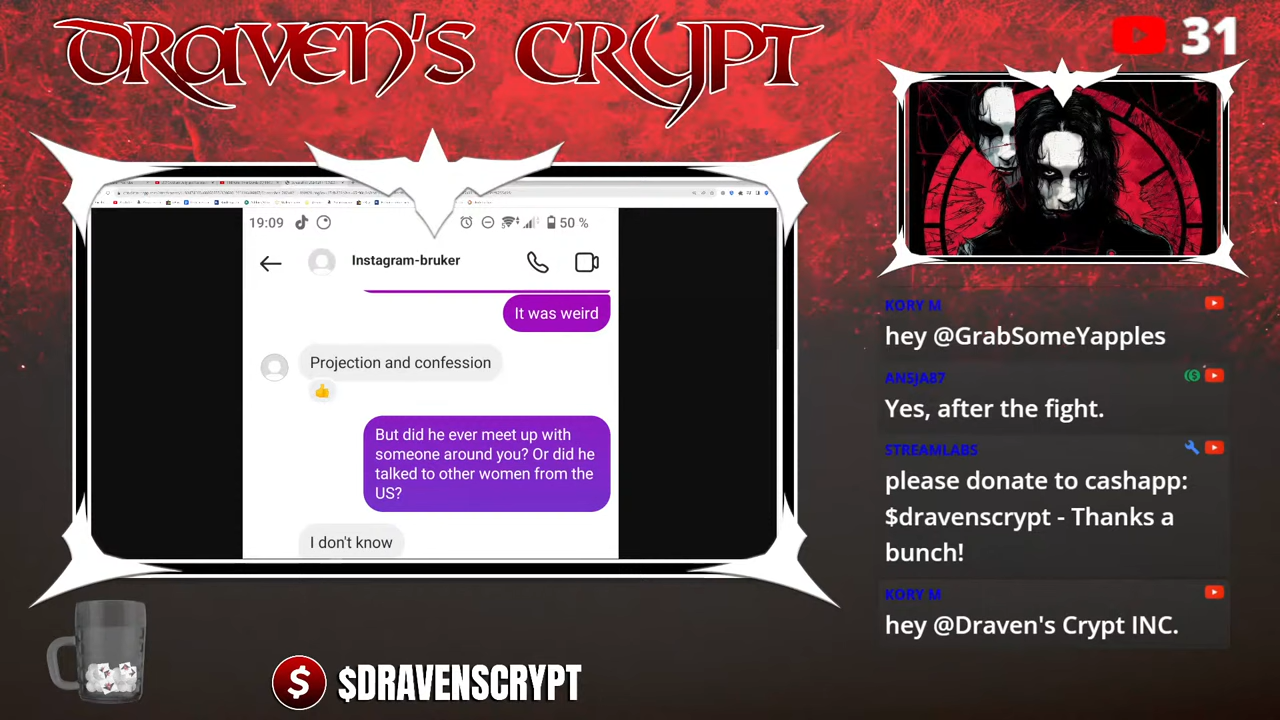 DRAVEN'S CRYPT
31
19:09
50 %
Instagram-bruker
It was weird
Projection and confession
👍
But did he ever meet up with
someone around you? Or did he
talked to other women from the
US?
I don't know
KORY M
hey @GrabSomeYapples
ANSJA87
Yes, after the fight.
STREAMLABS
please donate to cashapp:
$dravenscrypt - Thanks a
bunch!
KORY M
hey @Draven's Crypt INC.
$ $DRAVENSCRYPT